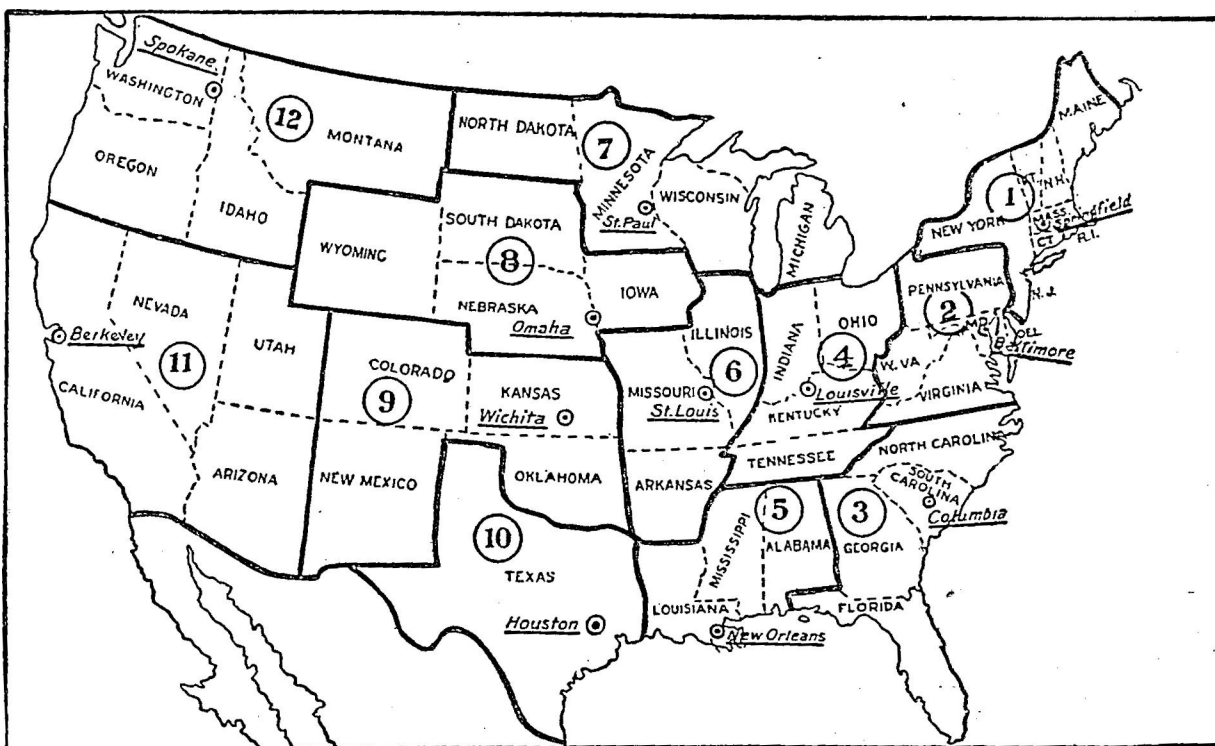 Spokane
WASHINGTON
12
MONTANA
OREGON
IDAHO
NORTH DAKOTA
7
MINNESOTA
St. Paul
WISCONSIN
MICHIGAN
MAINE
VT.
N.H.
1
NEW YORK
MASS.
Springfield
CT
R.I.
WYOMING
SOUTH DAKOTA
8
NEBRASKA
Omaha
IOWA
NEVADA
Berkeley
UTAH
11
CALIFORNIA
ARIZONA
COLORADO
9
NEW MEXICO
KANSAS
Wichita
OKLAHOMA
ILLINOIS
6
MISSOURI
St. Louis
ARKANSAS
INDIANA
OHIO
4
Louisville
KENTUCKY
TENNESSEE
PENNSYLVANIA
2
N.J.
MD.
DEL
Baltimore
W. VA
VIRGINIA
NORTH CAROLINA
SOUTH
CAROLINA
Columbia
10
TEXAS
Houston
MISSISSIPPI
5
ALABAMA
3
GEORGIA
LOUISIANA
New Orleans
FLORIDA